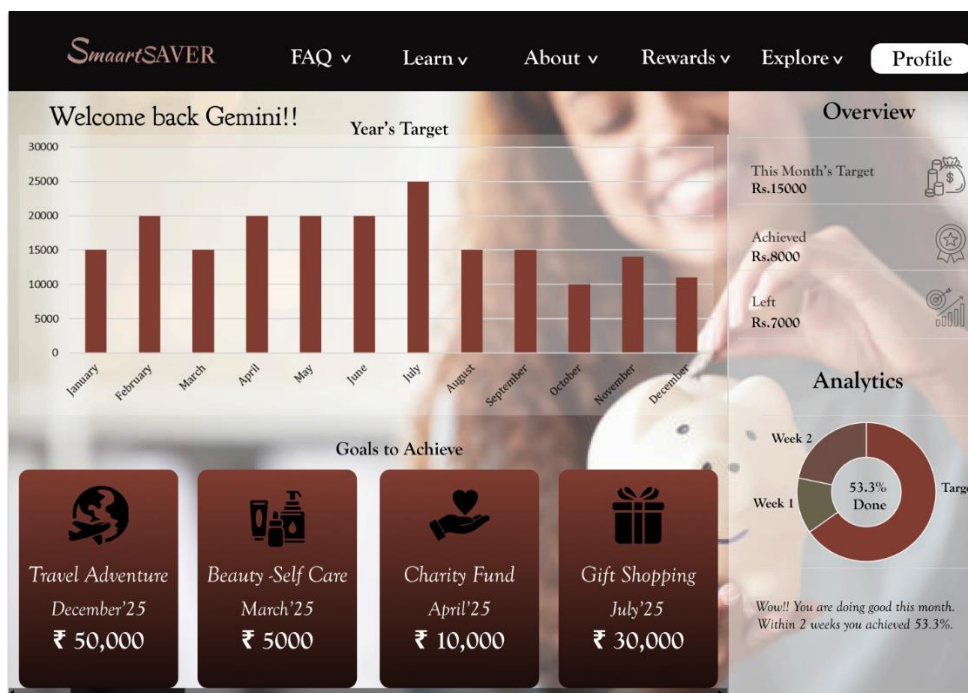 SmaartSAVER
FAQ
Learn
About
Rewards
Explore
Profile
Welcome back Gemini!!
Year's Target
30000
25000
20000
15000
10000
5000
0
January
February
March
April
May
June
July
August
September
October
November
December
Goals to Achieve
Travel Adventure
December'25
₹ 50,000
Beauty -Self Care
March'25
₹ 5000
Charity Fund
April'25
₹ 10,000
Gift Shopping
July'25
₹ 30,000
Overview
This Month's Target
Rs.15000
Achieved
Rs.8000
Left
Rs.7000
Analytics
Week 2
Week 1
53.3%
Done
Targe
Wow!! You are doing good this month.
Within 2 weeks you achieved 53.3%.